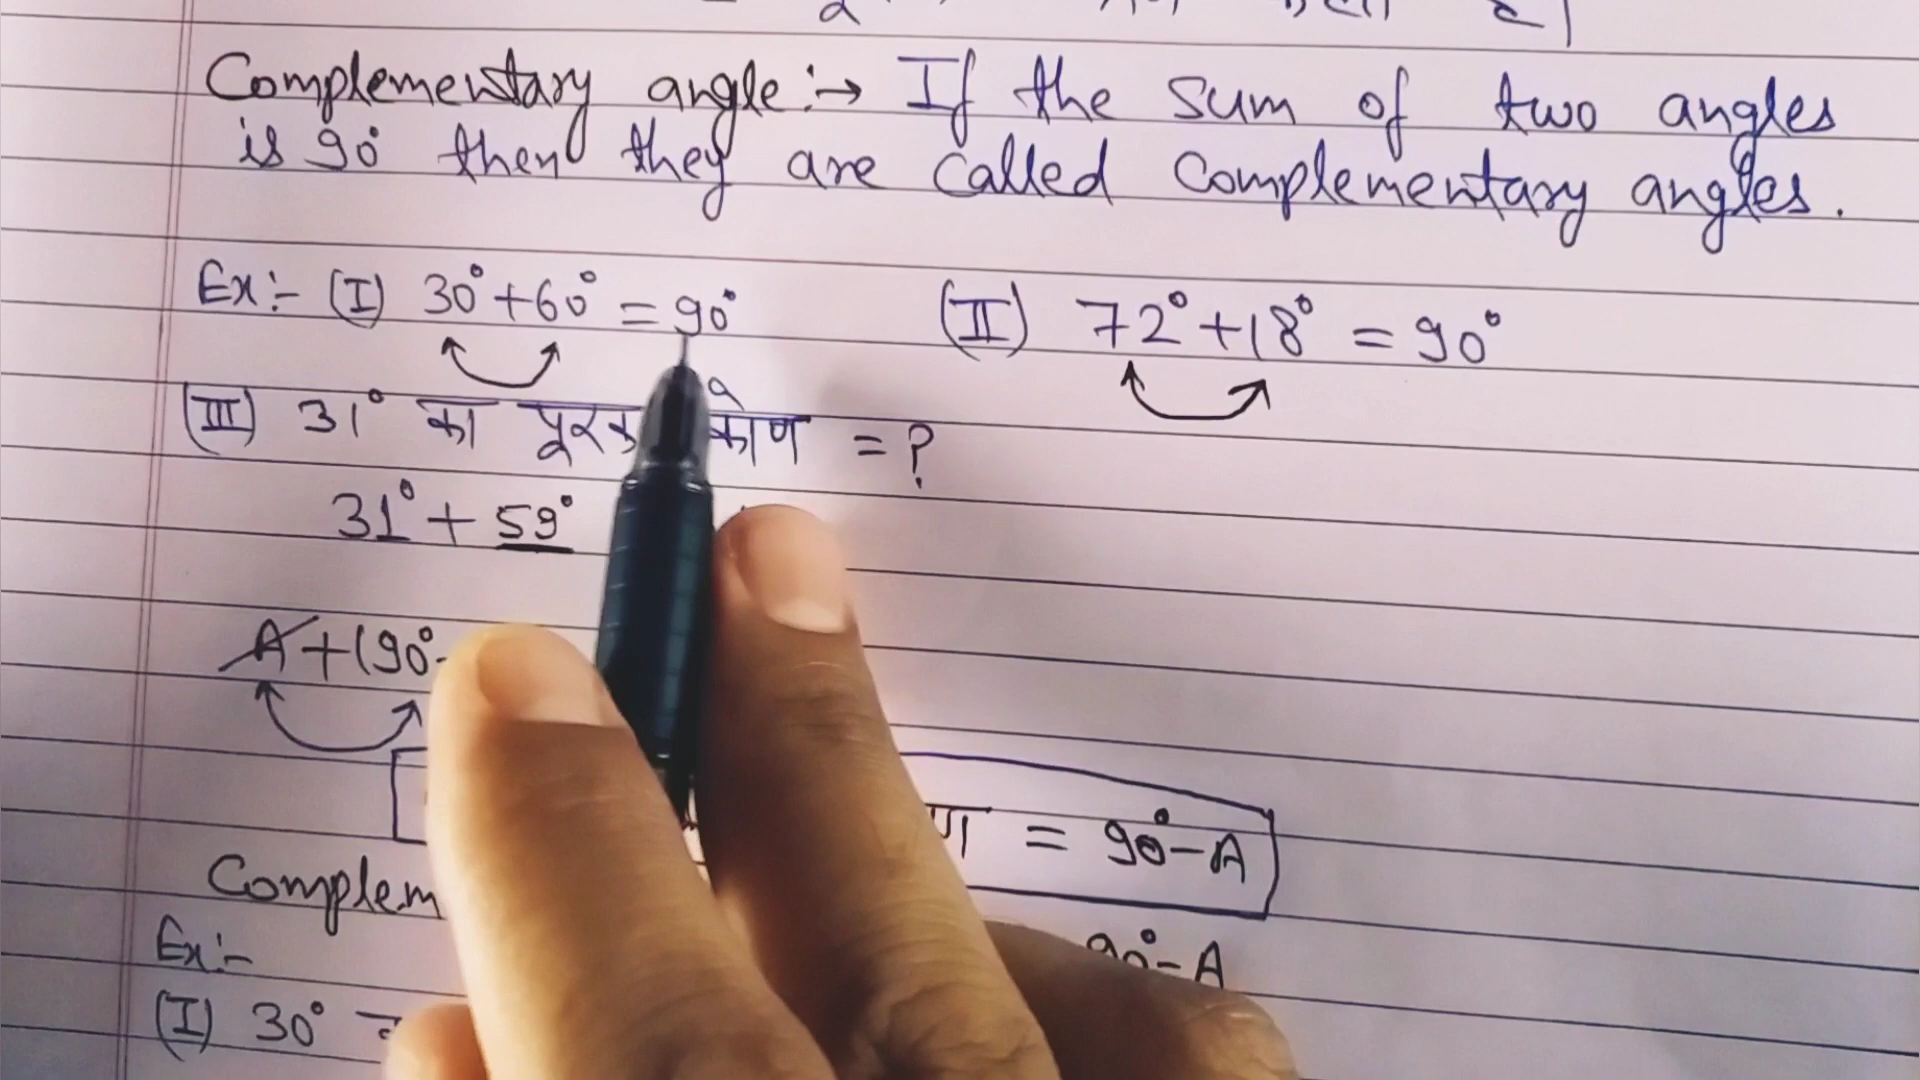 Complementary angle :→ If the sum of two angles
is 90° then they are called complementary angles.
Ex:- (I) 30° + 60° = 90° (II) 72° + 18° = 90°
(III) 31° का पूरक कोण = ?
31° + 59°
A + (90° -
= 90° - A
90° - A
Ex:-
(I) 30°